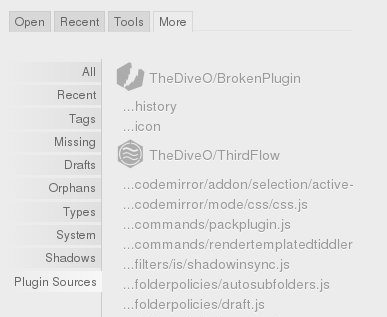 Open Recent Tools More
All
Recent
Tags
Missing
Drafts
Orphans
Types
System
Shadows
Plugin Sources
TheDiveO/BrokenPlugin
...history
...icon
TheDiveO/ThirdFlow
...codemirror/addon/selection/active-
...codemirror/mode/css/css.js
...commands/packplugin.js
...commands/rendertemplatedtiddler
...filters/is/shadowinsync.js
...folderpolicies/autosubfolders.js
...folderpolicies/draft.js